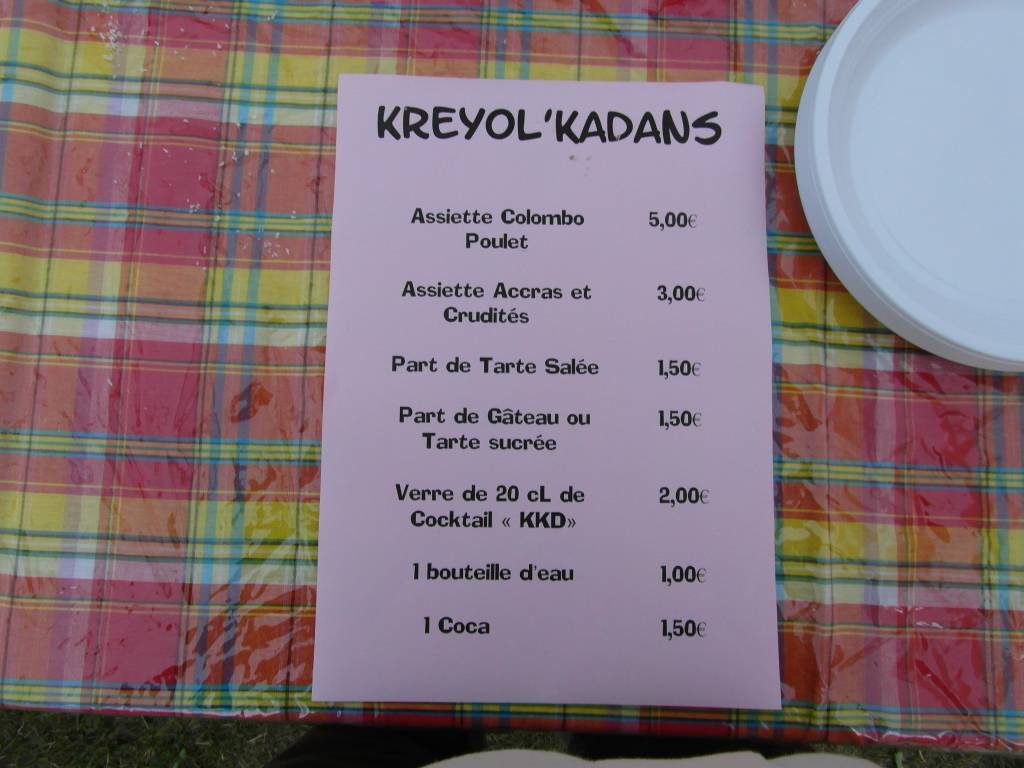 KREYOL'KADANS
Assiette Colombo 5,00€
Poulet
Assiette Accras et 3,00€
Crudités
Part de Tarte Salée 1,50€
Part de Gâteau ou 1,50€
Tarte sucrée
Verre de 20 cL de 2,00€
Cocktail « KKD»
1 bouteille d'eau 1,00€
1 Coca 1,50€